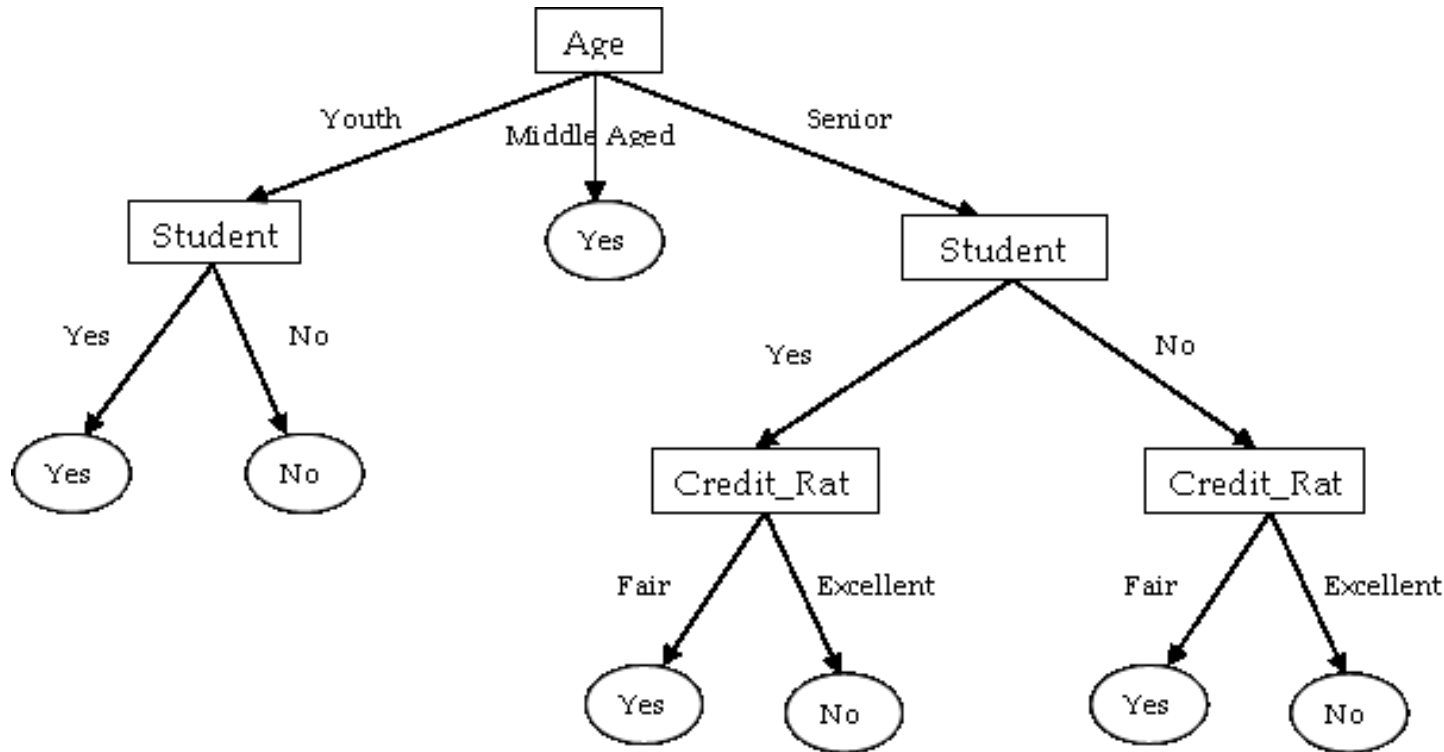 Age
Youth
Middle Aged
Senior
Student
Yes
Student
Yes
No
Yes
No
Yes
No
Credit_Rat
Credit_Rat
Fair
Excellent
Fair
Excellent
Yes
No
Yes
No